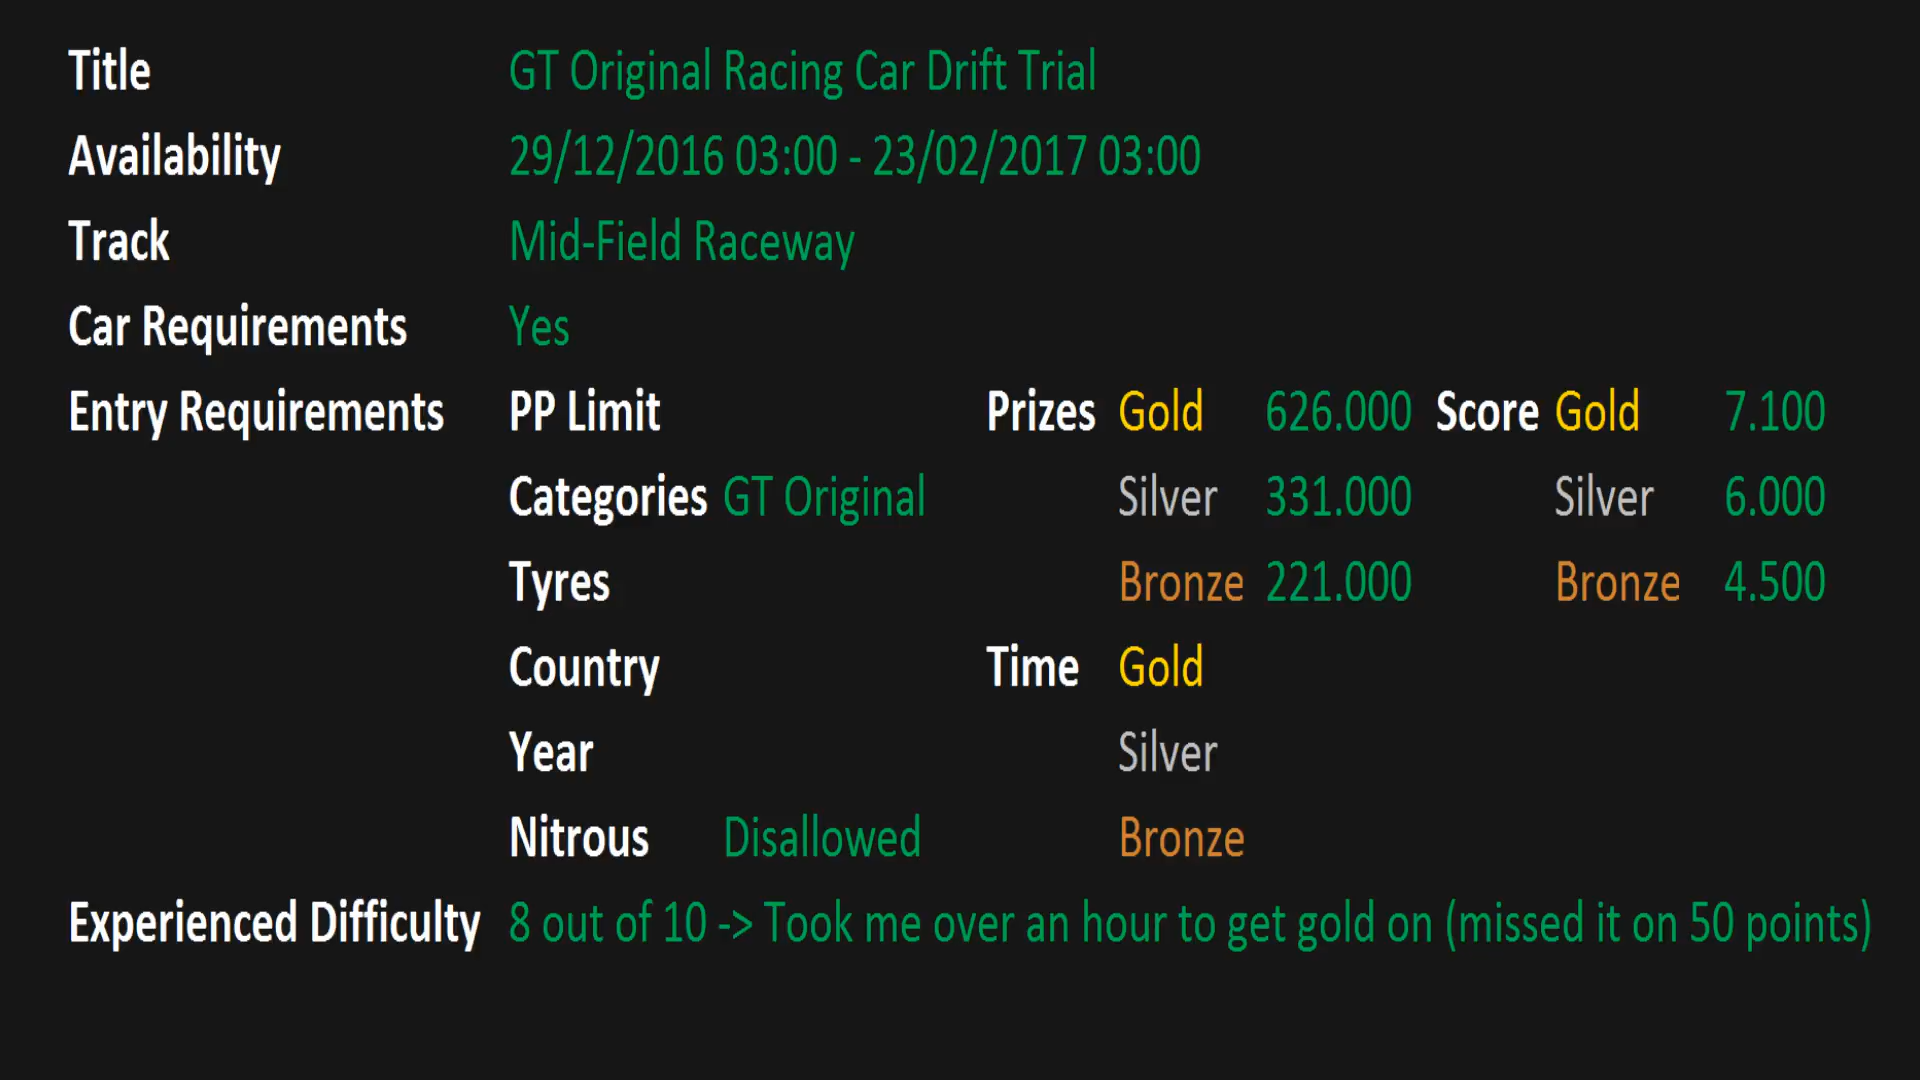 Title GT Original Racing Car Drift Trial
Availability 29/12/2016 03:00 - 23/02/2017 03:00
Track Mid-Field Raceway
Car Requirements Yes
Entry Requirements PP Limit Prizes Gold 626.000 Score Gold 7.100
Categories GT Original Silver 331.000 Silver 6.000
Tyres Bronze 221.000 Bronze 4.500
Country Time Gold
Year Silver
Nitrous Disallowed Bronze
Experienced Difficulty 8 out of 10 -> Took me over an hour to get gold on (missed it on 50 points)